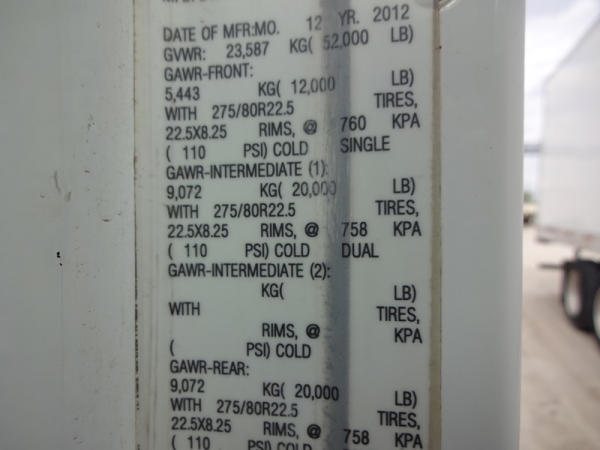 DATE OF MFR:MO. 12 YR. 2012
GVWR: 23,587 KG( 52,000 LB)
GAWR-FRONT:
5,443 KG( 12,000 LB)
WITH 275/80R22.5 TIRES,
22.5X8.25 RIMS, @ 760 KPA
( 110 PSI) COLD SINGLE
GAWR-INTERMEDIATE (1):
9,072 KG( 20,000 LB)
WITH 275/80R22.5 TIRES,
22.5X8.25 RIMS, @ 758 KPA
( 110 PSI) COLD DUAL
GAWR-INTERMEDIATE (2):
KG( LB)
WITH TIRES,
RIMS, @ KPA
( PSI) COLD
GAWR-REAR:
9,072 KG( 20,000 LB)
WITH 275/80R22.5 TIRES,
22.5X8.25 RIMS, @ 758 KPA
( 110 PSI) COLD